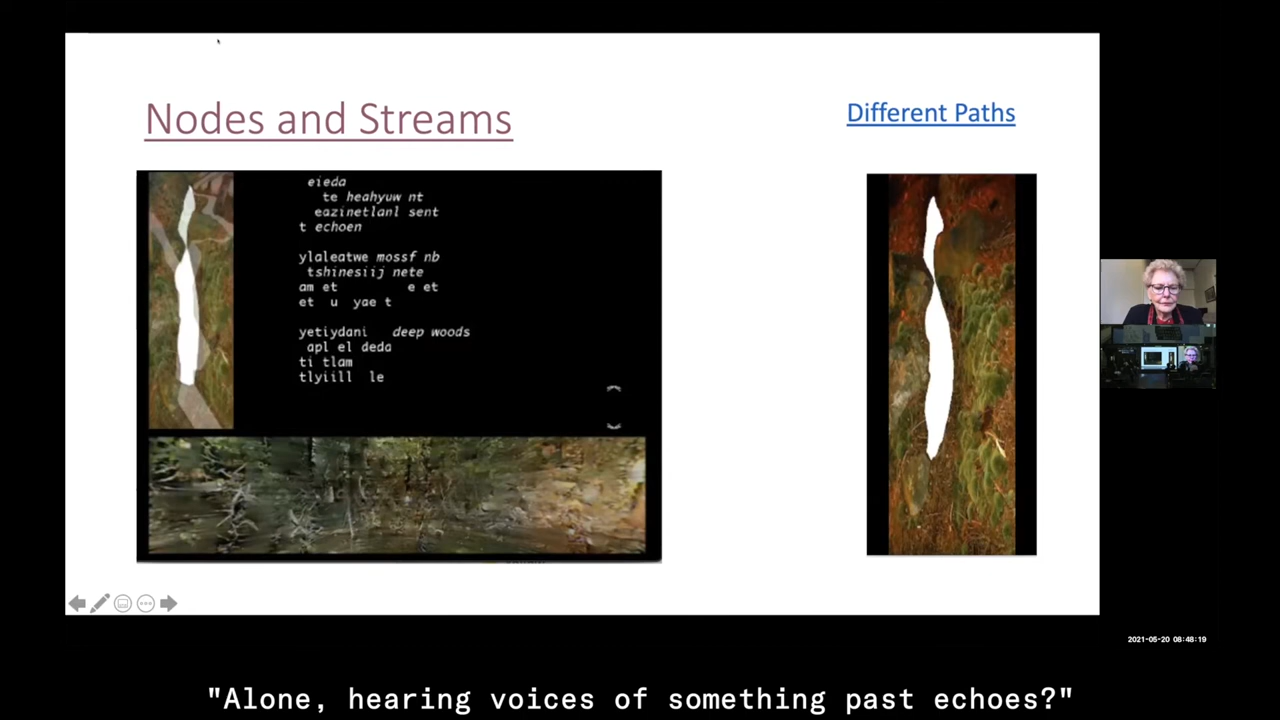 Nodes and Streams
Different Paths
eieda
te heahyuw nt
eazinetlanl sent
t echoen
ylaleatwe mossf nb
tshinesiij nete
am et e et
et u yae t
yetiydani deep woods
apl el deda
ti tlam
tlyiill le
2021-05-20 08:48:19
"Alone, hearing voices of something past echoes?"